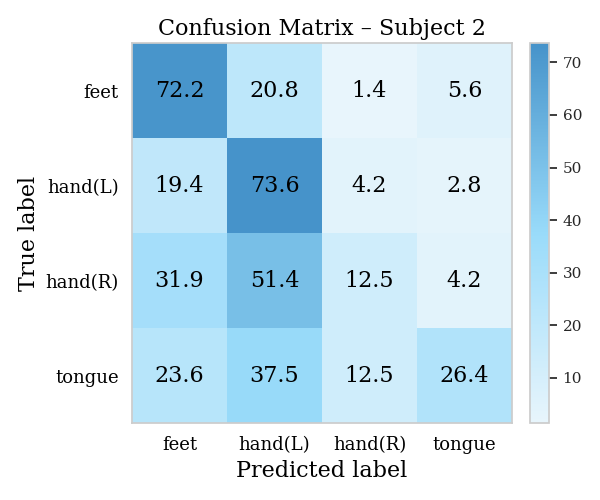 Confusion Matrix – Subject 2
True label
feet 72.2 20.8 1.4 5.6
hand(L) 19.4 73.6 4.2 2.8
hand(R) 31.9 51.4 12.5 4.2
tongue 23.6 37.5 12.5 26.4
feet hand(L) hand(R) tongue
Predicted label
70
60
50
40
30
20
10